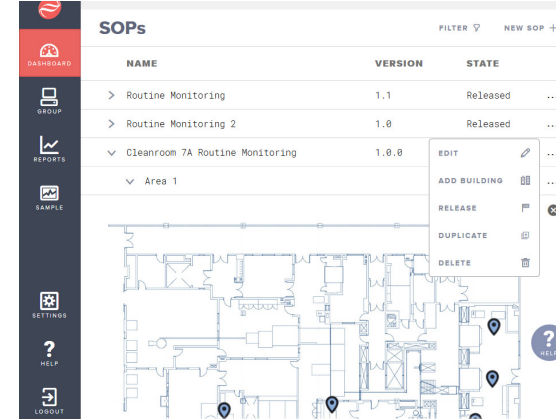 SOPs
FILTER
NEW SOP +
DASHBOARD
NAME VERSION STATE
> Routine Monitoring 1.1 Released ...
GROUP
> Routine Monitoring 2 1.0 Released ...
REPORTS
Cleanroom 7A Routine Monitoring 1.0.0
EDIT
Area 1
ADD BUILDING
SAMPLE
RELEASE
DUPLICATE
DELETE
SETTINGS
?
HELP
?
HELP
LOGOUT